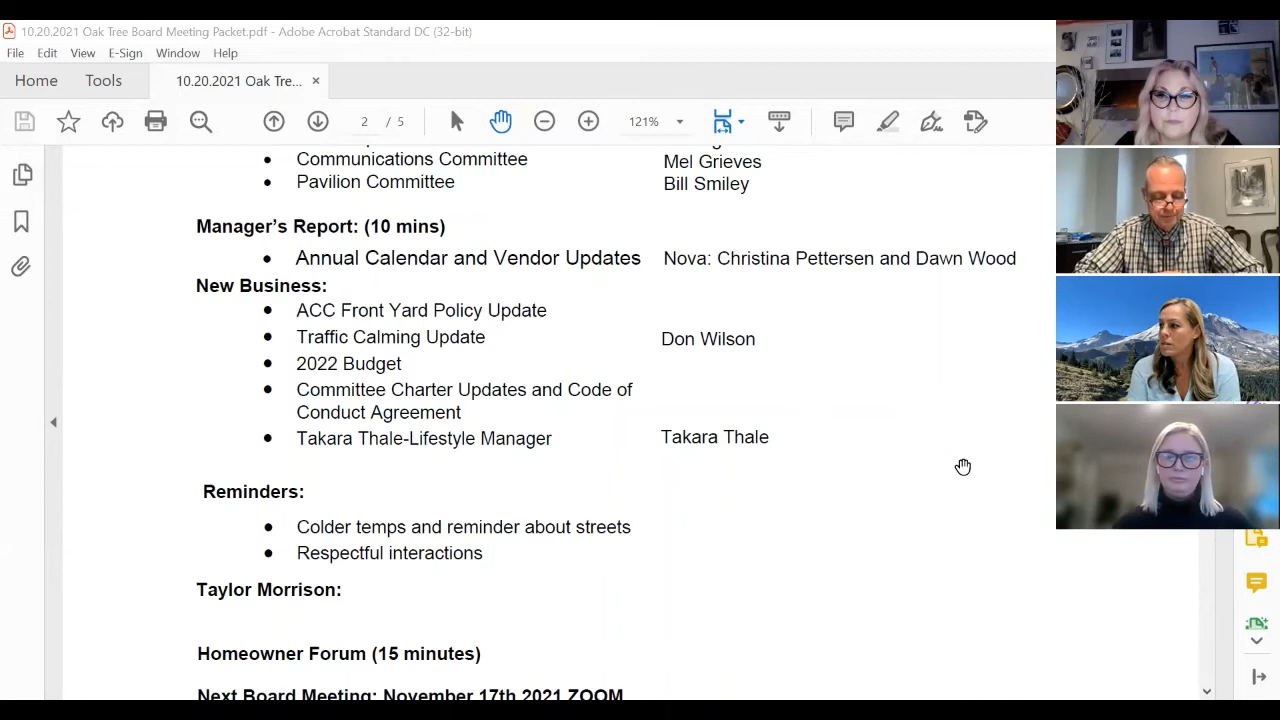 10.20.2021 Oak Tree Board Meeting Packet.pdf - Adobe Acrobat Standard DC (32-bit)
File Edit View E-Sign Window Help
Home Tools 10.20.2021 Oak Tre... ×
2 / 5 121%
Communications Committee Mel Grieves
Pavilion Committee Bill Smiley
Manager's Report: (10 mins)
Annual Calendar and Vendor Updates Nova: Christina Pettersen and Dawn Wood
New Business:
ACC Front Yard Policy Update
Traffic Calming Update Don Wilson
2022 Budget
Committee Charter Updates and Code of
Conduct Agreement
Takara Thale-Lifestyle Manager Takara Thale
Reminders:
Colder temps and reminder about streets
Respectful interactions
Taylor Morrison:
Homeowner Forum (15 minutes)
Next Board Meeting: November 17th 2021 ZOOM